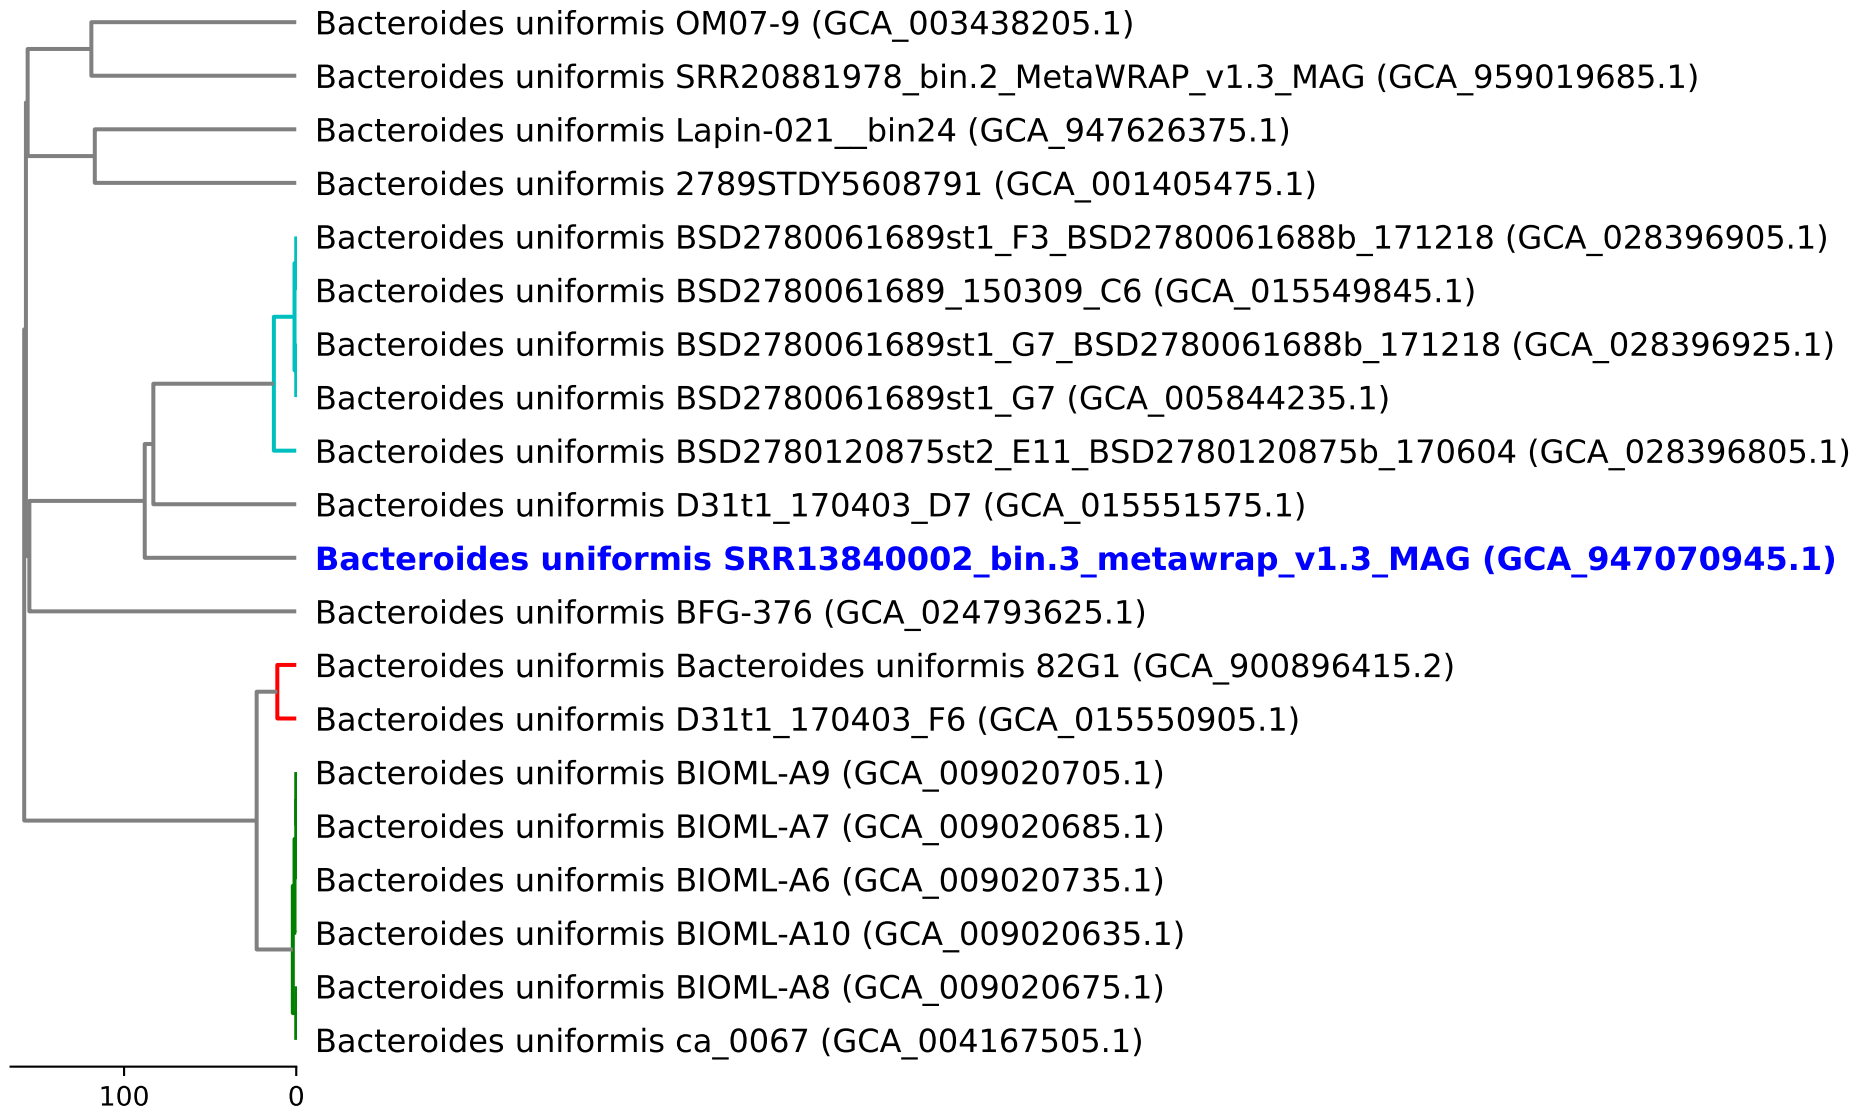 Bacteroides uniformis OM07-9 (GCA_003438205.1)
Bacteroides uniformis SRR20881978_bin.2_MetaWRAP_v1.3_MAG (GCA_959019685.1)
Bacteroides uniformis Lapin-021__bin24 (GCA_947626375.1)
Bacteroides uniformis 2789STDY5608791 (GCA_001405475.1)
Bacteroides uniformis BSD2780061689st1_F3_BSD2780061688b_171218 (GCA_028396905.1)
Bacteroides uniformis BSD2780061689_150309_C6 (GCA_015549845.1)
Bacteroides uniformis BSD2780061689st1_G7_BSD2780061688b_171218 (GCA_028396925.1)
Bacteroides uniformis BSD2780061689st1_G7 (GCA_005844235.1)
Bacteroides uniformis BSD2780120875st2_E11_BSD2780120875b_170604 (GCA_028396805.1)
Bacteroides uniformis D31t1_170403_D7 (GCA_015551575.1)
Bacteroides uniformis SRR13840002_bin.3_metawrap_v1.3_MAG (GCA_947070945.1)
Bacteroides uniformis BFG-376 (GCA_024793625.1)
Bacteroides uniformis Bacteroides uniformis 82G1 (GCA_900896415.2)
Bacteroides uniformis D31t1_170403_F6 (GCA_015550905.1)
Bacteroides uniformis BIOML-A9 (GCA_009020705.1)
Bacteroides uniformis BIOML-A7 (GCA_009020685.1)
Bacteroides uniformis BIOML-A6 (GCA_009020735.1)
Bacteroides uniformis BIOML-A10 (GCA_009020635.1)
Bacteroides uniformis BIOML-A8 (GCA_009020675.1)
Bacteroides uniformis ca_0067 (GCA_004167505.1)
100 0